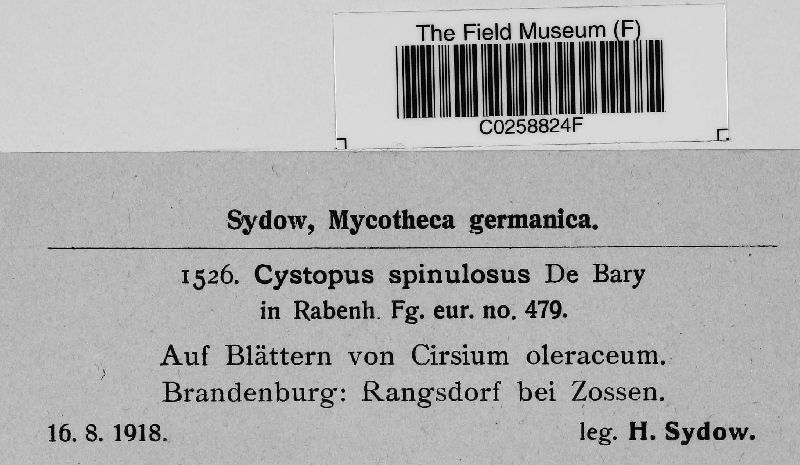 The Field Museum (F)
C0258824F
Sydow, Mycotheca germanica.
1526. Cystopus spinulosus De Bary
in Rabenh. Fg. eur. no. 479.
Auf Blättern von Cirsium oleraceum.
Brandenburg: Rangsdorf bei Zossen.
16. 8. 1918. leg. H. Sydow.